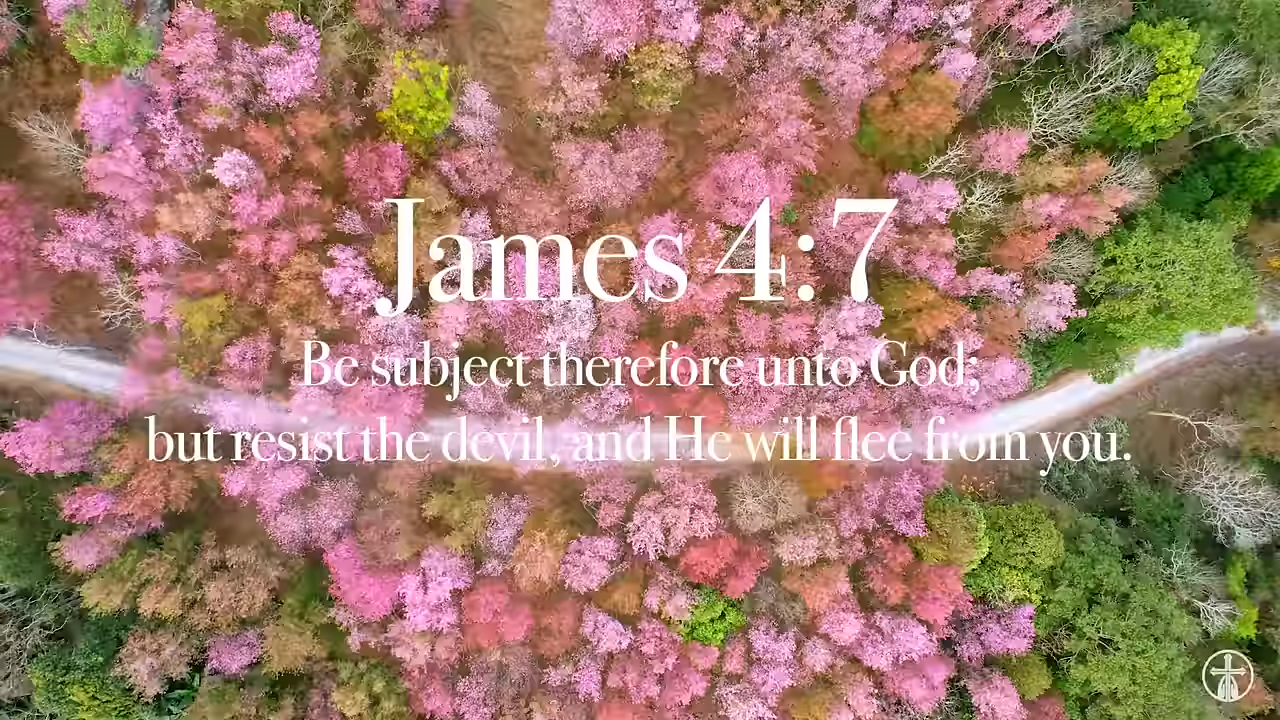 James 4:7
Be subject therefore unto God;
but resist the devil, and He will flee from you.